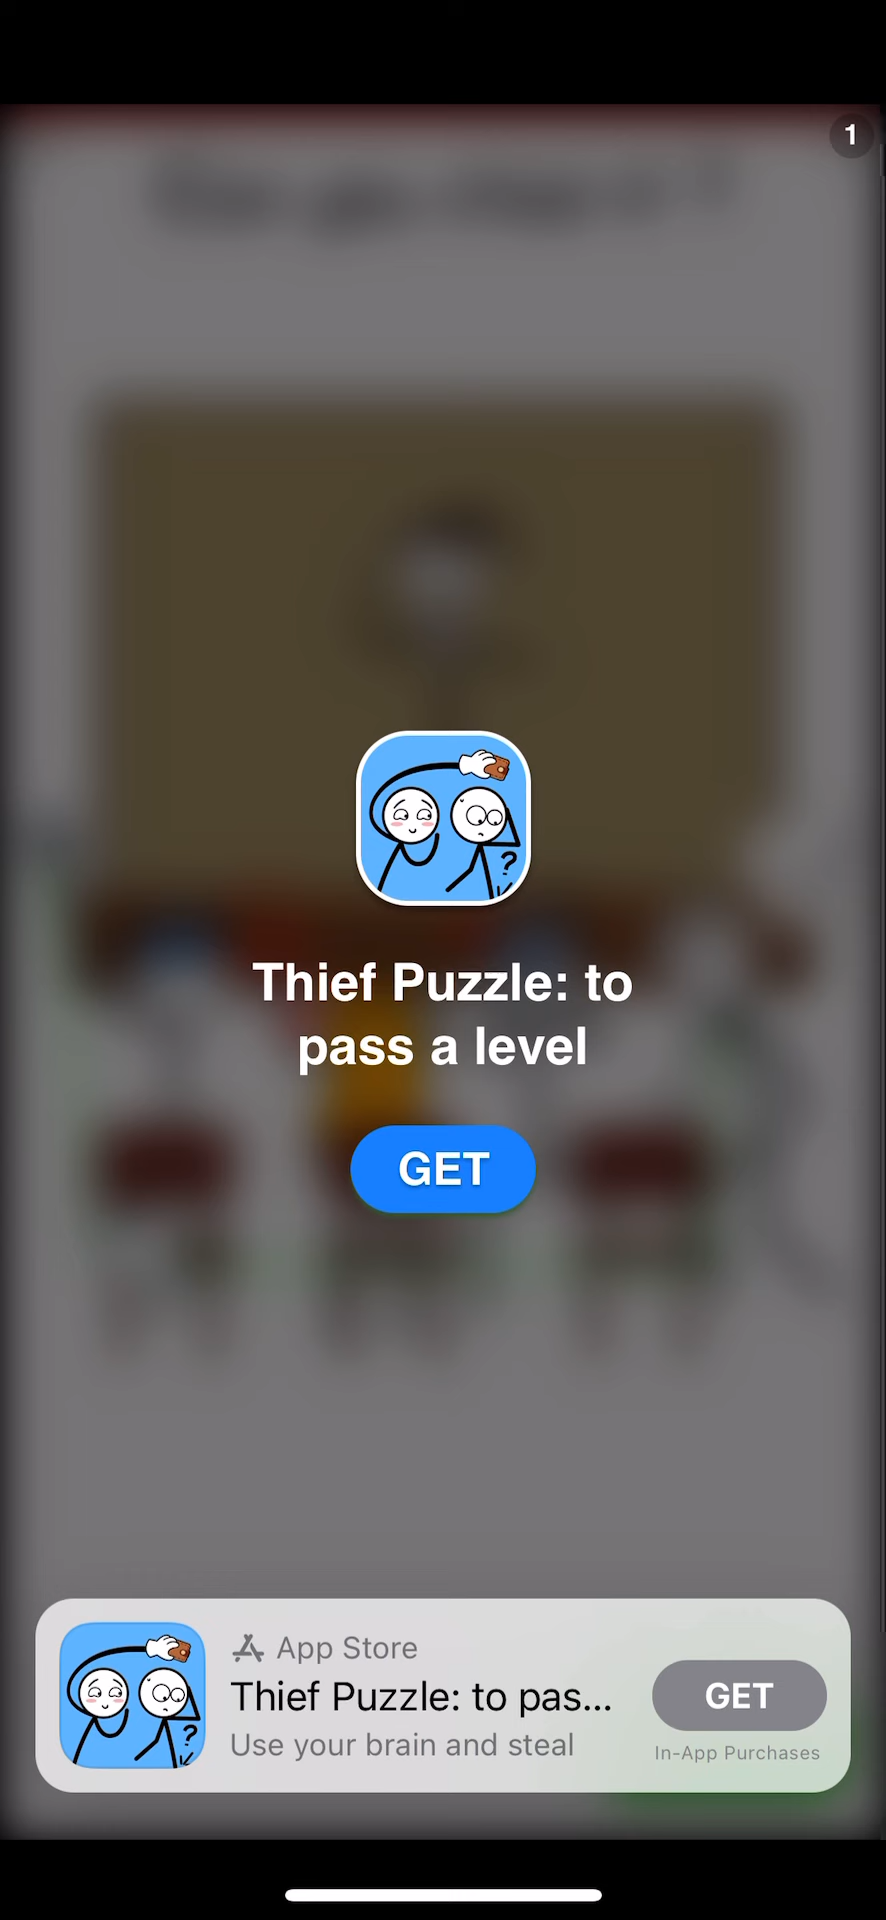 1
Thief Puzzle: to
pass a level
GET
App Store
Thief Puzzle: to pas...
Use your brain and steal
GET
In-App Purchases
?
?